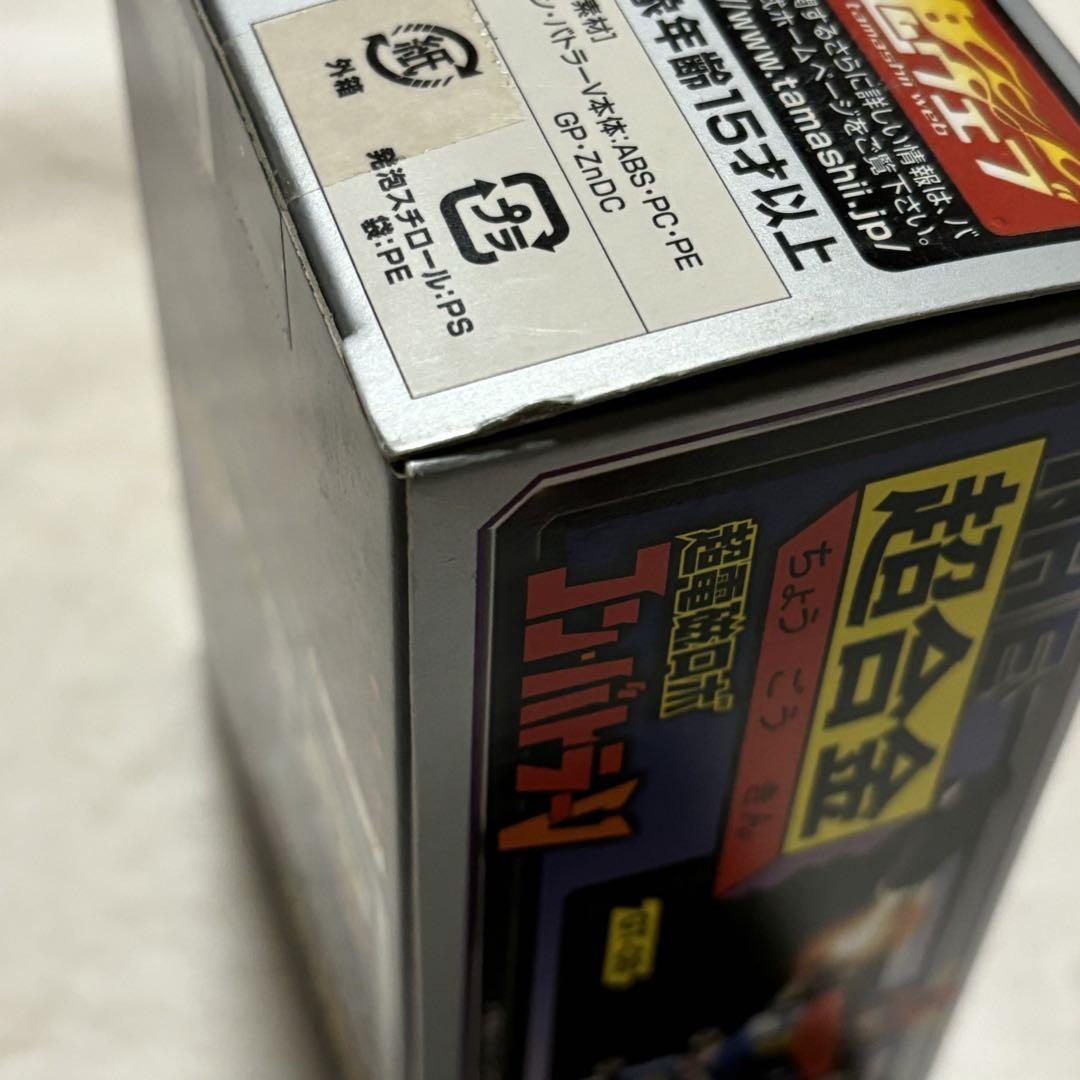 tamashii web
関するさらに詳しい情報は、バ
式ホームページをご覧下さい。
://www.tamashii.jp/
象年齢15才以上
素材]
ン・バトラーV本体:ABS・PC・PE
GP・ZnDC
紙
外箱
プラ
発泡スチロール:PS
袋:PE
超合金
ちょうごうきん
超電磁ロボ
コン・バトラーV